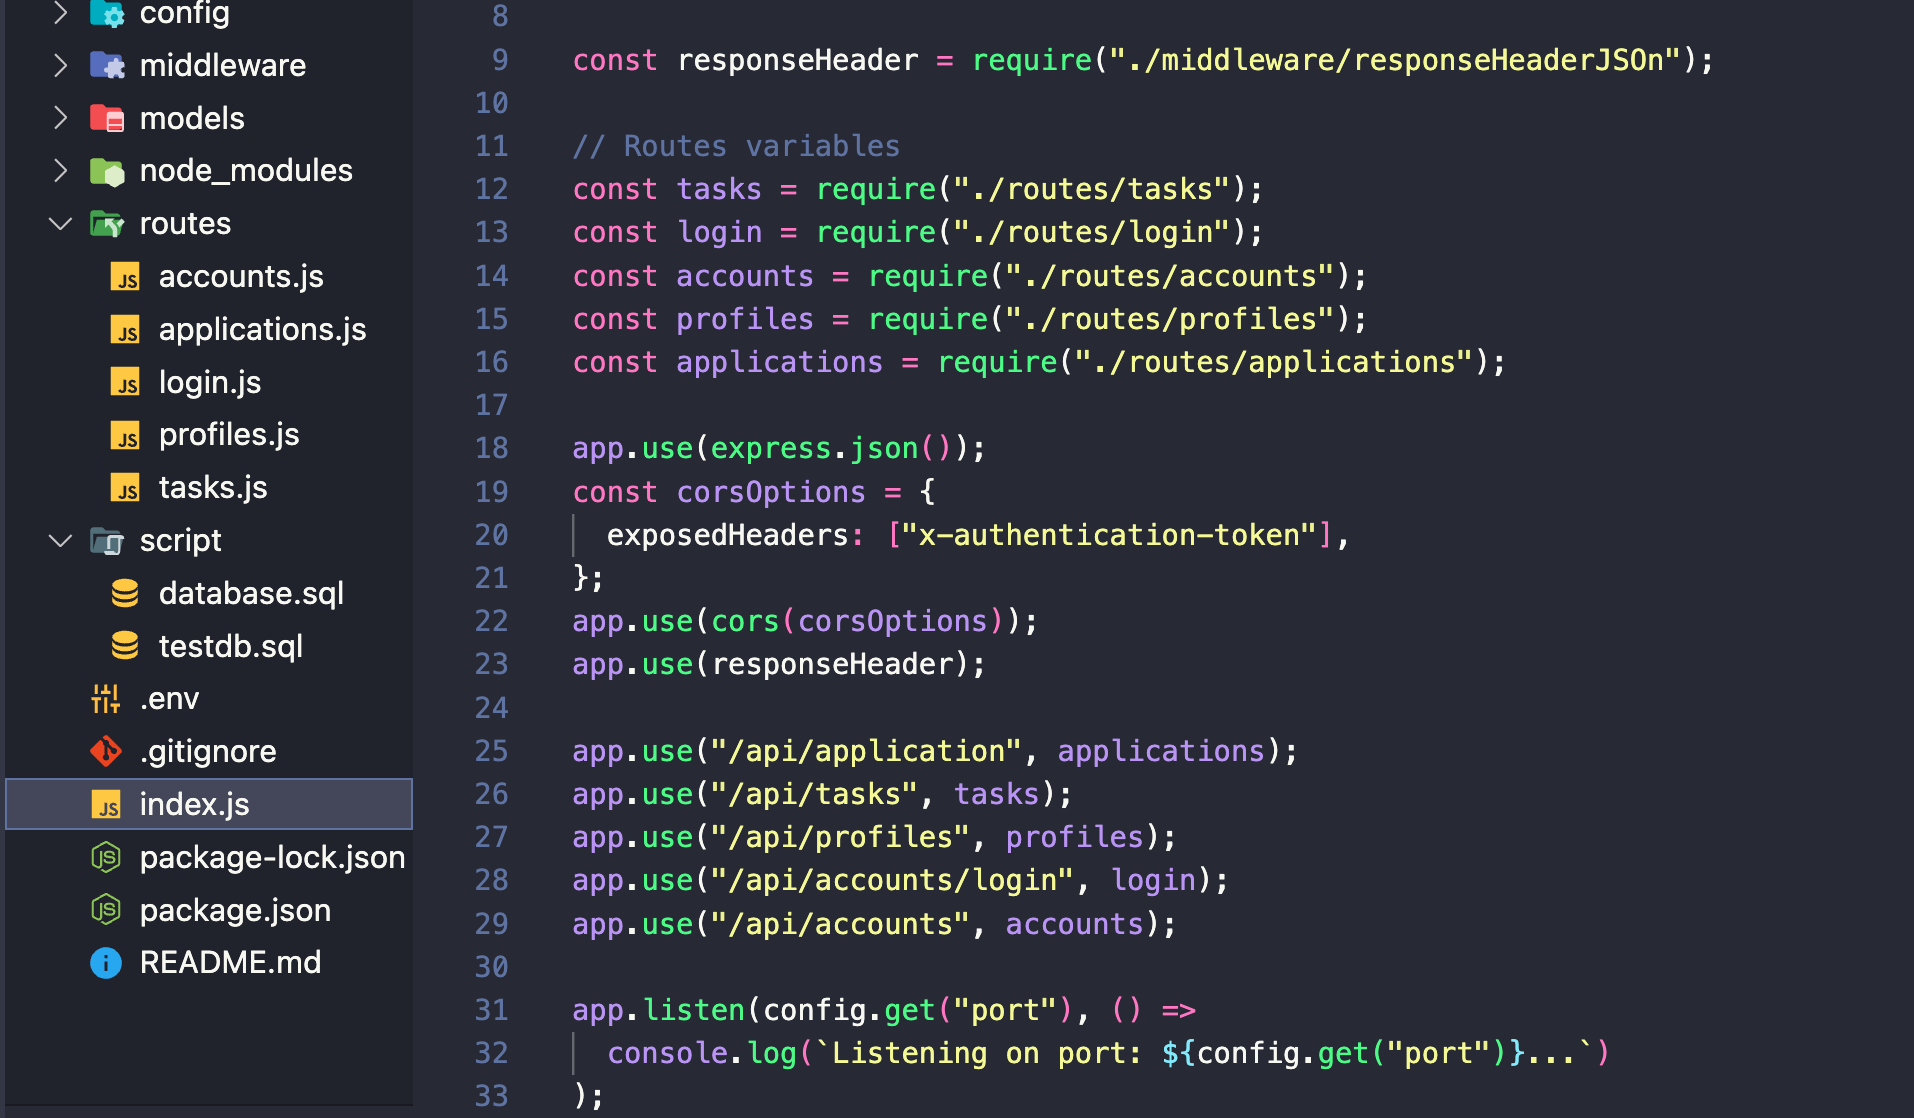 config
middleware
models
node_modules
routes
accounts.js
applications.js
login.js
profiles.js
tasks.js
script
database.sql
testdb.sql
.env
.gitignore
index.js
package-lock.json
package.json
README.md
8
9 const responseHeader = require("./middleware/responseHeaderJSOn");
10
11 // Routes variables
12 const tasks = require("./routes/tasks");
13 const login = require("./routes/login");
14 const accounts = require("./routes/accounts");
15 const profiles = require("./routes/profiles");
16 const applications = require("./routes/applications");
17
18 app.use(express.json());
19 const corsOptions = {
20   exposedHeaders: ["x-authentication-token"],
21 };
22 app.use(cors(corsOptions));
23 app.use(responseHeader);
24
25 app.use("/api/application", applications);
26 app.use("/api/tasks", tasks);
27 app.use("/api/profiles", profiles);
28 app.use("/api/accounts/login", login);
29 app.use("/api/accounts", accounts);
30
31 app.listen(config.get("port"), () =>
32   console.log(`Listening on port: ${config.get("port")}...`)
33 );